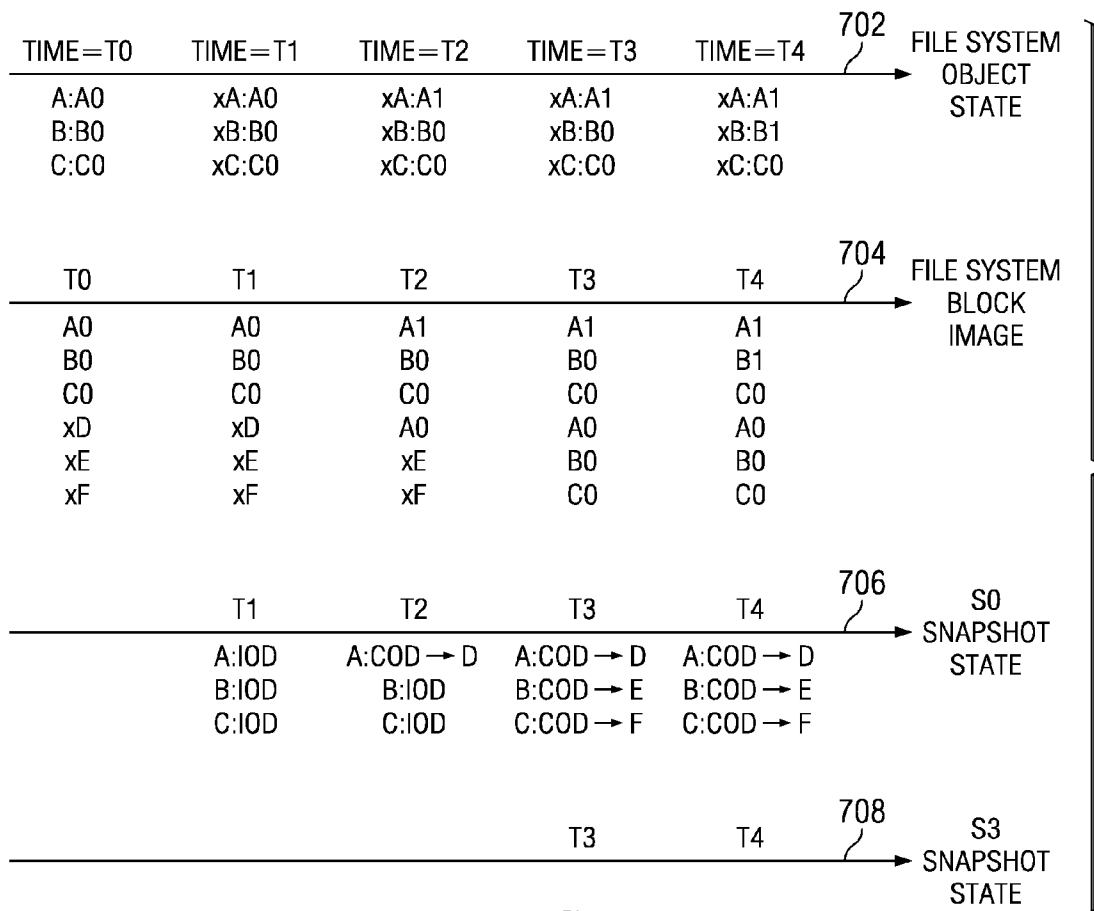 702
TIME=T0 TIME=T1 TIME=T2 TIME=T3 TIME=T4
FILE SYSTEM
OBJECT
STATE
A:A0 xA:A0 xA:A1 xA:A1 xA:A1
B:B0 xB:B0 xB:B0 xB:B0 xB:B1
C:C0 xC:C0 xC:C0 xC:C0 xC:C0
704
T0 T1 T2 T3 T4
FILE SYSTEM
BLOCK
IMAGE
A0 A0 A1 A1 A1
B0 B0 B0 B0 B1
C0 C0 C0 C0 C0
xD xD A0 A0 A0
xE xE xE B0 B0
xF xF xF C0 C0
706
T1 T2 T3 T4
S0
SNAPSHOT
STATE
A:IOD A:COD → D A:COD → D A:COD → D
B:IOD B:IOD B:COD → E B:COD → E
C:IOD C:IOD C:COD → F C:COD → F
708
T3 T4
S3
SNAPSHOT
STATE